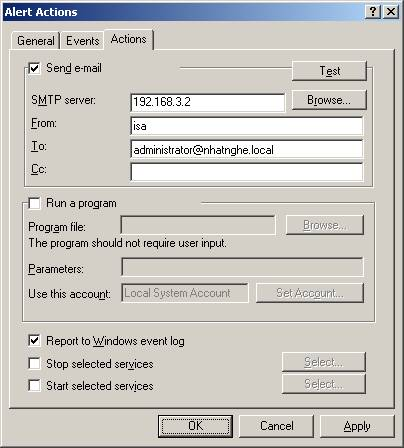 Alert Actions
General Events Actions
Send e-mail Test
SMTP server: 192.168.3.2 Browse...
From: isa
To: administrator@nhatnghe.local
Cc:
Run a program
Program file: Browse...
The program should not require user input.
Parameters:
Use this account: Local System Account Set Account...
Report to Windows event log
Stop selected services Select...
Start selected services Select...
OK Cancel Apply